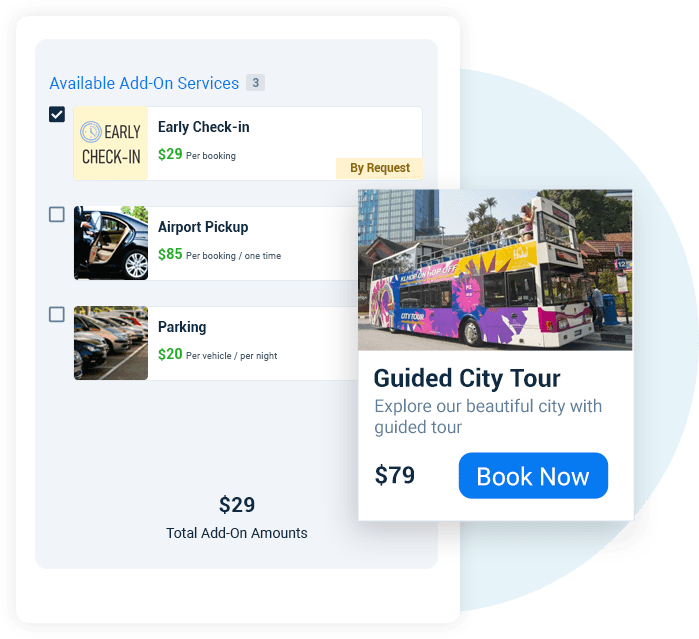 Available Add-On Services 3
EARLY
CHECK-IN
Early Check-in
$29 Per booking
By Request
Airport Pickup
$85 Per booking / one time
Parking
$20 Per vehicle / per night
$29
Total Add-On Amounts
KL HOP ON HOP OFF
CITY TOUR
Guided City Tour
Explore our beautiful city with
guided tour
$79
Book Now